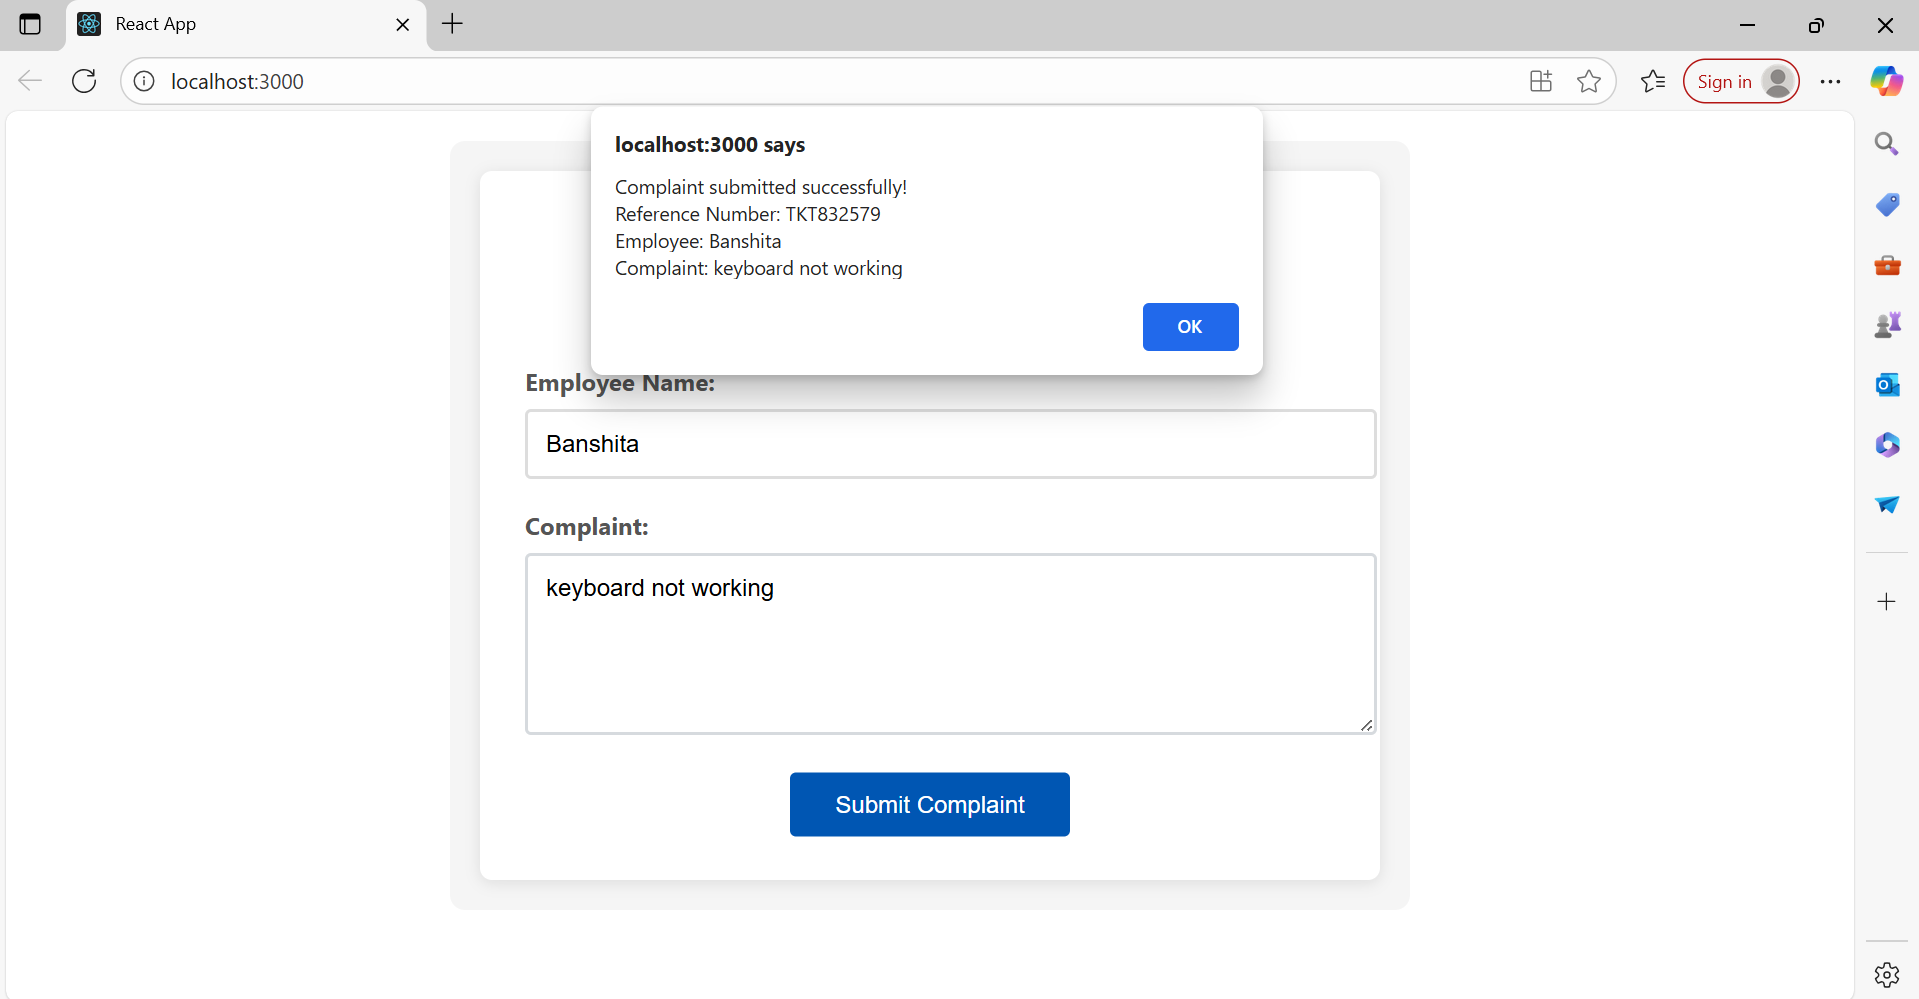 React App
localhost:3000
Sign in
localhost:3000 says
Complaint submitted successfully!
Reference Number: TKT832579
Employee: Banshita
Complaint: keyboard not working
OK
Employee Name:
Banshita
Complaint:
keyboard not working
Submit Complaint